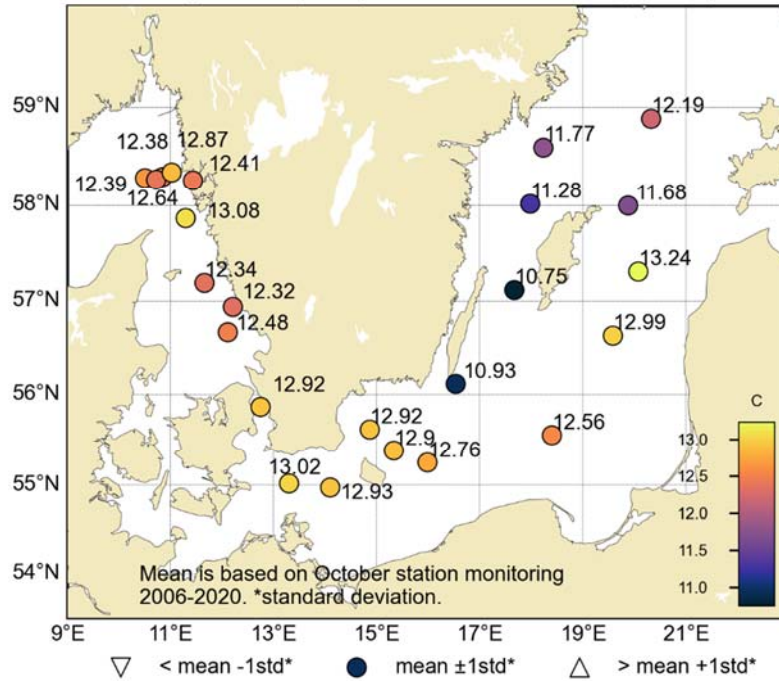 59°N
58°N
57°N
56°N
55°N
54°N
12.19
11.77
12.38 12.87
12.41
12.39
12.64
11.28
11.68
13.08
12.34
13.24
12.32
10.75
12.48
12.99
10.93
12.92
12.92
12.56
12.9
12.76
13.02
12.93
C
13.0
12.5
12.0
11.5
11.0
Mean is based on October station monitoring
2006-2020. *standard deviation.
9°E 11°E 13°E 15°E 17°E 19°E 21°E
▽ < mean -1std* ● mean ±1std* △ > mean +1std*